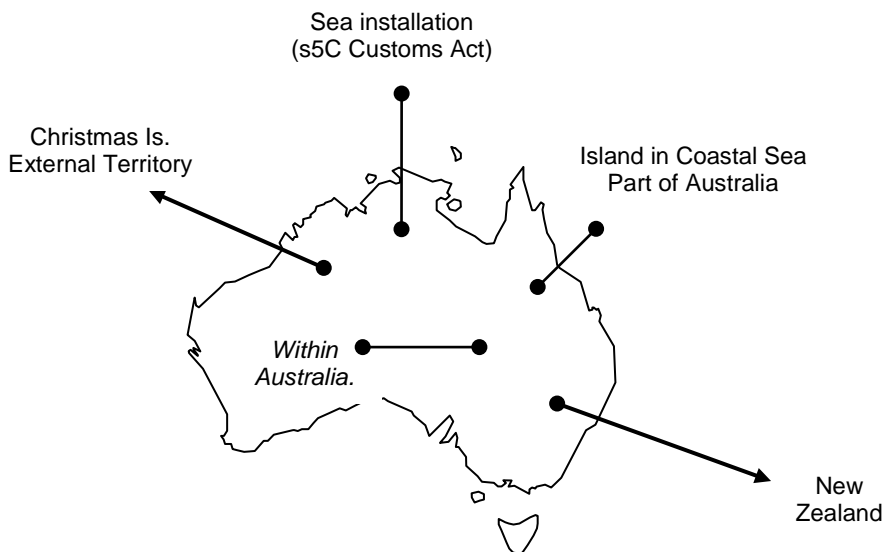 Sea installation
(s5C Customs Act)
Christmas Is.
External Territory
Island in Coastal Sea
Part of Australia
Within
Australia.
New
Zealand